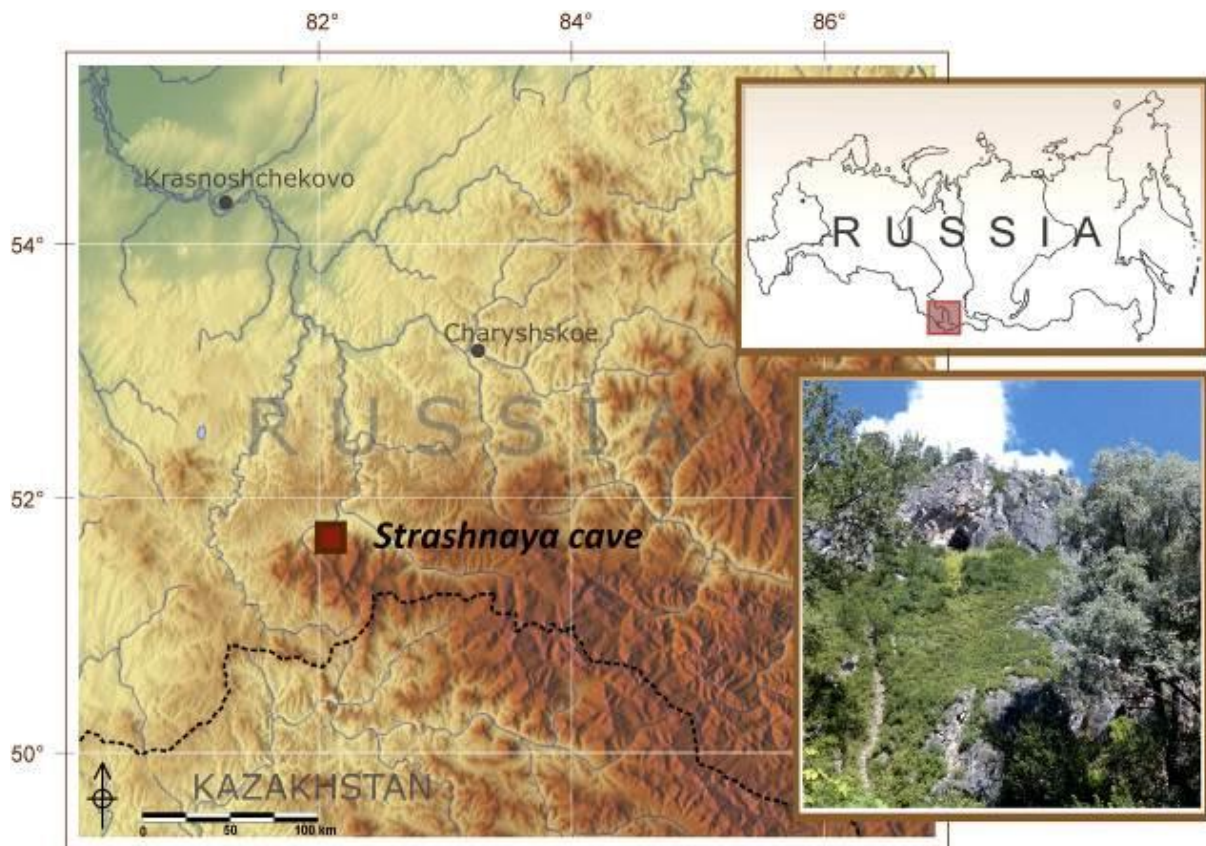 82°
84°
86°
Krasnoshchekovo
54°
RUSSIA
Charyshskoe
RUSSIA
52°
Strashnaya cave
50°
KAZAKHSTAN
0 50 100 km